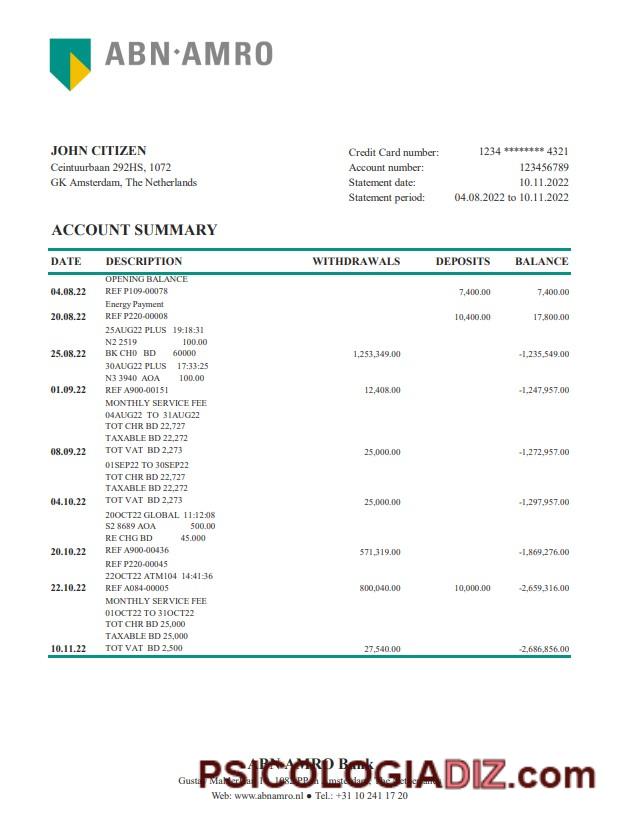 ABN·AMRO
JOHN CITIZEN
Ceintuurbaan 292HS, 1072
GK Amsterdam, The Netherlands
Credit Card number: 1234 ******** 4321
Account number: 123456789
Statement date: 10.11.2022
Statement period: 04.08.2022 to 10.11.2022
ACCOUNT SUMMARY
DATE DESCRIPTION WITHDRAWALS DEPOSITS BALANCE
OPENING BALANCE
04.08.22 REF P109-00078 7,400.00 7,400.00
Energy Payment
20.08.22 REF P220-00008 10,400.00 17,800.00
25AUG22 PLUS 19:18:31
N2 2519 100.00
25.08.22 BK CH0 BD 60000 1,253,349.00 -1,235,549.00
30AUG22 PLUS 17:33:25
N3 3940 AOA 100.00
01.09.22 REF A900-00151 12,408.00 -1,247,957.00
MONTHLY SERVICE FEE
04AUG22 TO 31AUG22
TOT CHR BD 22,727
TAXABLE BD 22,272
08.09.22 TOT VAT BD 2,273 25,000.00 -1,272,957.00
01SEP22 TO 30SEP22
TOT CHR BD 22,727
TAXABLE BD 22,272
04.10.22 TOT VAT BD 2,273 25,000.00 -1,297,957.00
20OCT22 GLOBAL 11:12:08
S2 8689 AOA 500.00
RE CHG BD 45.000
20.10.22 REF A900-00436 571,319.00 -1,869,276.00
REF P220-00045
22OCT22 ATM104 14:41:36
22.10.22 REF A084-00005 800,040.00 10,000.00 -2,659,316.00
MONTHLY SERVICE FEE
01OCT22 TO 31OCT22
TOT CHR BD 25,000
TAXABLE BD 25,000
10.11.22 TOT VAT BD 2,500 27,540.00 -2,686,856.00
ABN AMRO Bank
PSICOLOGIADIZ.com
Web: www.abnamro.nl ● Tel.: +31 10 241 17 20